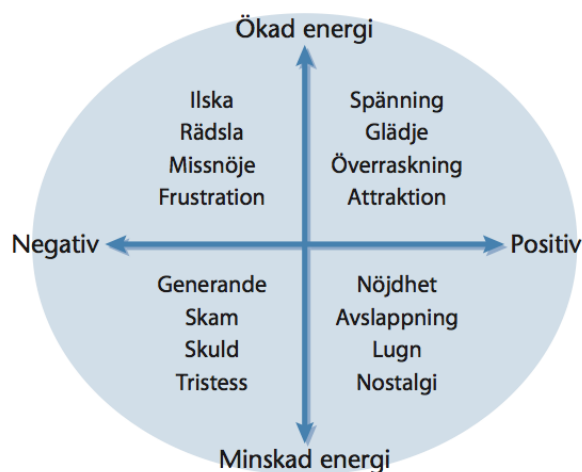 Ökad energi
Ilska
Rädsla
Missnöje
Frustration
Spänning
Glädje
Överraskning
Attraktion
Negativ
Positiv
Generande
Skam
Skuld
Tristess
Nöjdhet
Avslappning
Lugn
Nostalgi
Minskad energi